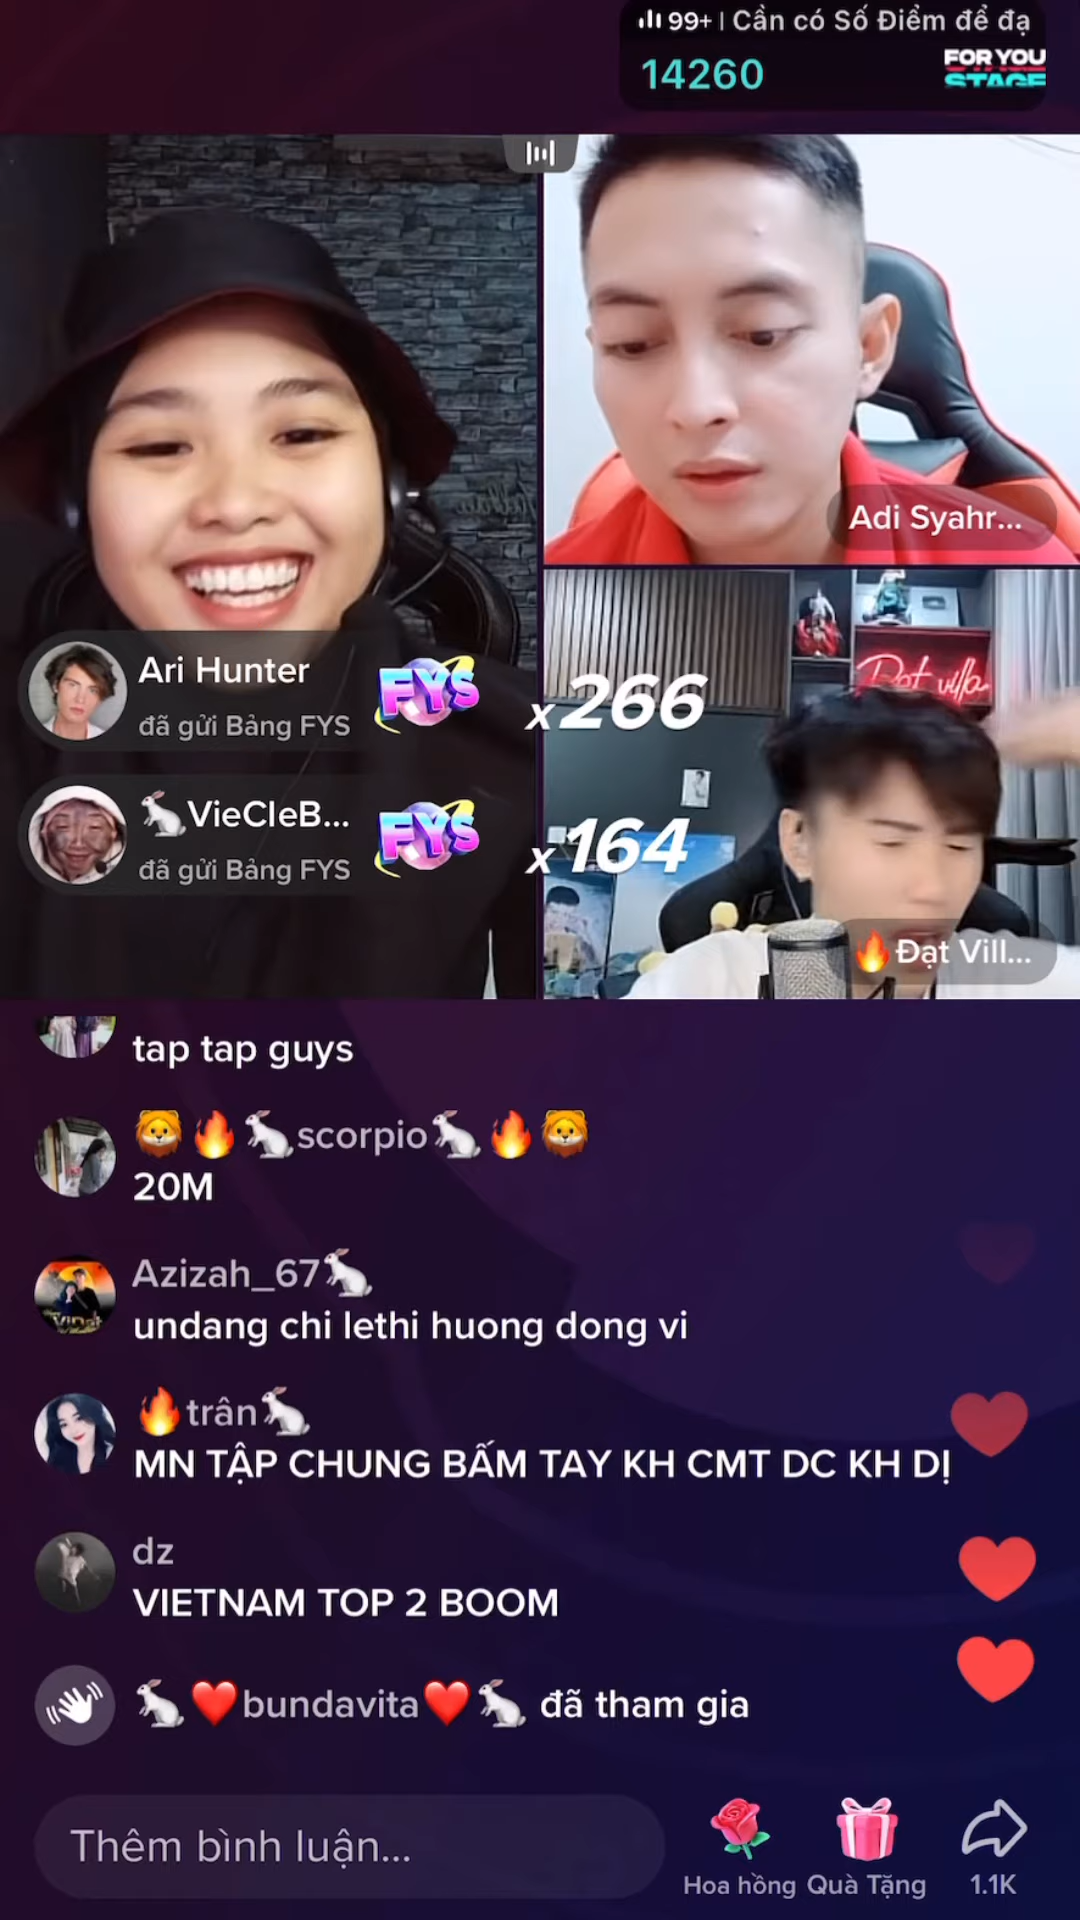 99+ | Cần có Số Điểm để đạ
14260
FOR YOU
STAGE
Adi Syahr...
Dat villa
Ari Hunter
đã gửi Bảng FYS
FYS
x266
🐇VieCleB...
đã gửi Bảng FYS
FYS
x164
🔥Đạt Vill...
tap tap guys
🦁🔥🐇scorpio🐇🔥🦁
20M
Azizah_67🐇
undang chi lethi huong dong vi
🔥trân🐇
MN TẬP CHUNG BẤM TAY KH CMT DC KH DỊ
dz
VIETNAM TOP 2 BOOM
🐇❤️bundavita❤️🐇 đã tham gia
Thêm bình luận...
Hoa hồng
Quà Tặng
1.1K